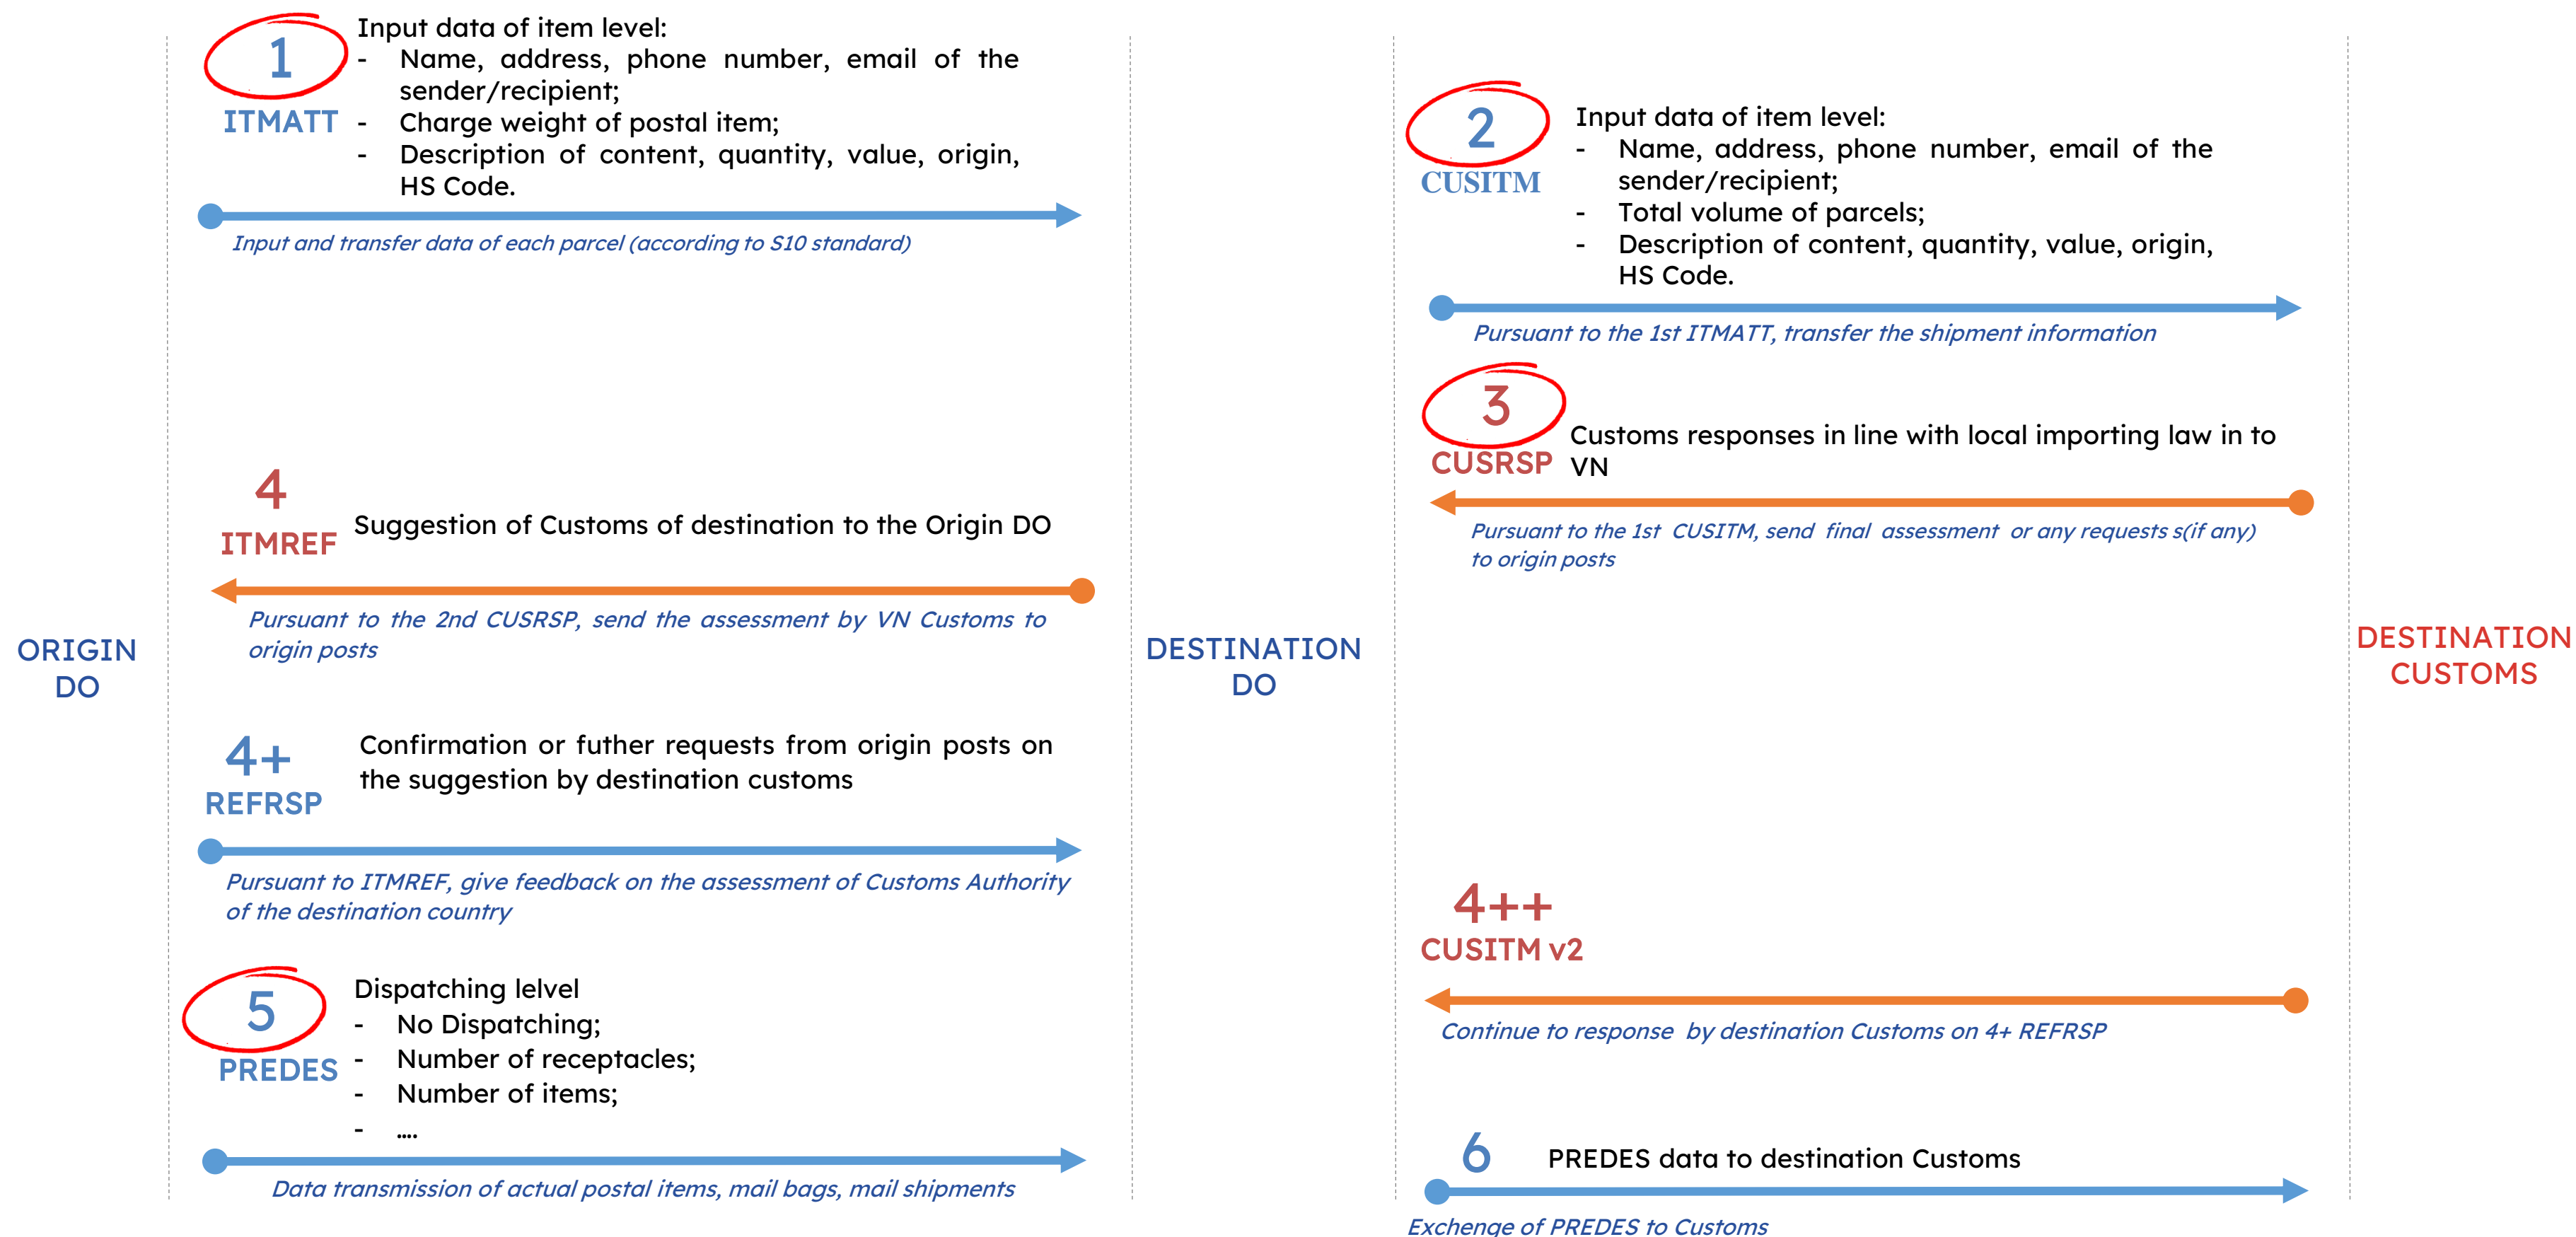 1
ITMATT
Input data of item level:
- Name, address, phone number, email of the
sender/recipient;
- Charge weight of postal item;
- Description of content, quantity, value, origin,
HS Code.
Input and transfer data of each parcel (according to S10 standard)
2
CUSITM
Input data of item level:
- Name, address, phone number, email of the
sender/recipient;
- Total volume of parcels;
- Description of content, quantity, value, origin,
HS Code.
Pursuant to the 1st ITMATT, transfer the shipment information
3
CUSRSP
Customs responses in line with local importing law in to
VN
Pursuant to the 1st CUSITM, send final assessment or any requests s(if any)
to origin posts
4
ITMREF
Suggestion of Customs of destination to the Origin DO
Pursuant to the 2nd CUSRSP, send the assessment by VN Customs to
origin posts
ORIGIN
DO
DESTINATION
DO
DESTINATION
CUSTOMS
4+
REFRSP
Confirmation or futher requests from origin posts on
the suggestion by destination customs
Pursuant to ITMREF, give feedback on the assessment of Customs Authority
of the destination country
4++
CUSITM v2
Continue to response by destination Customs on 4+ REFRSP
5
PREDES
Dispatching lelvel
- No Dispatching;
- Number of receptacles;
- Number of items;
- ....
Data transmission of actual postal items, mail bags, mail shipments
6
PREDES data to destination Customs
Exchenge of PREDES to Customs